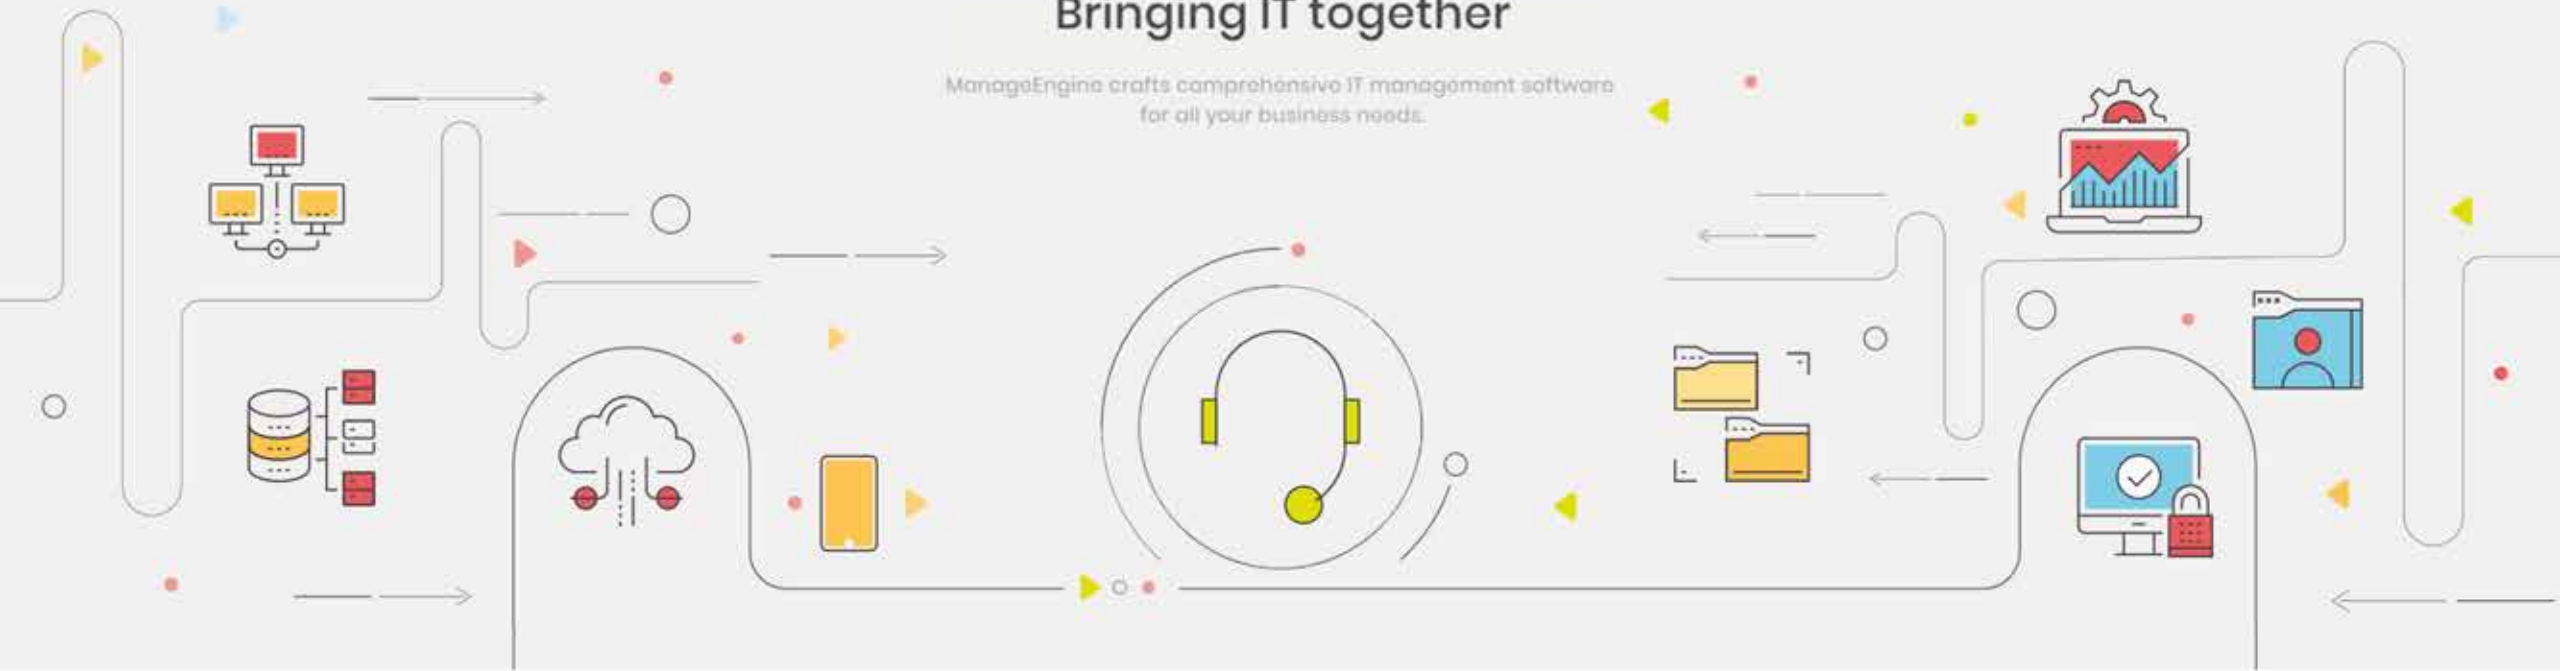 Bringing IT together
ManageEngine crafts comprehensive IT management software
for all your business needs.